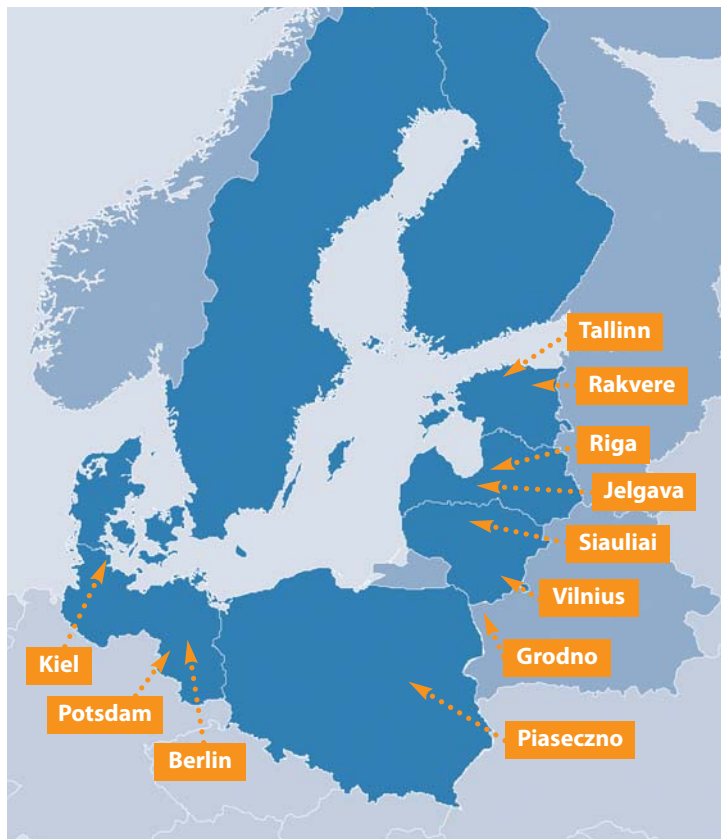 Tallinn
Rakvere
Riga
Jelgava
Siauliai
Vilnius
Grodno
Kiel
Potsdam
Piaseczno
Berlin